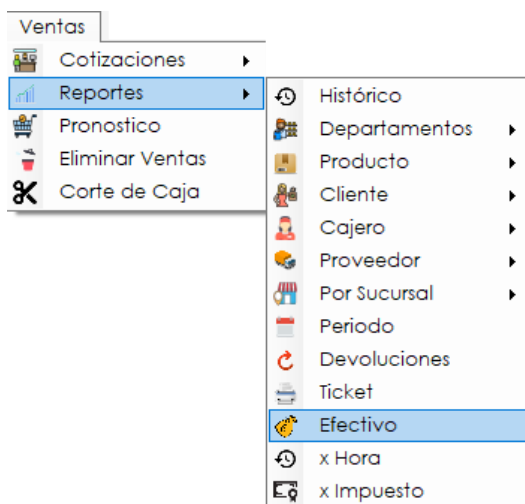 Ventas
Cotizaciones
Reportes
Pronostico
Eliminar Ventas
Corte de Caja
Histórico
Departamentos
Producto
Cliente
Cajero
Proveedor
Por Sucursal
Periodo
Devoluciones
Ticket
Efectivo
x Hora
x Impuesto